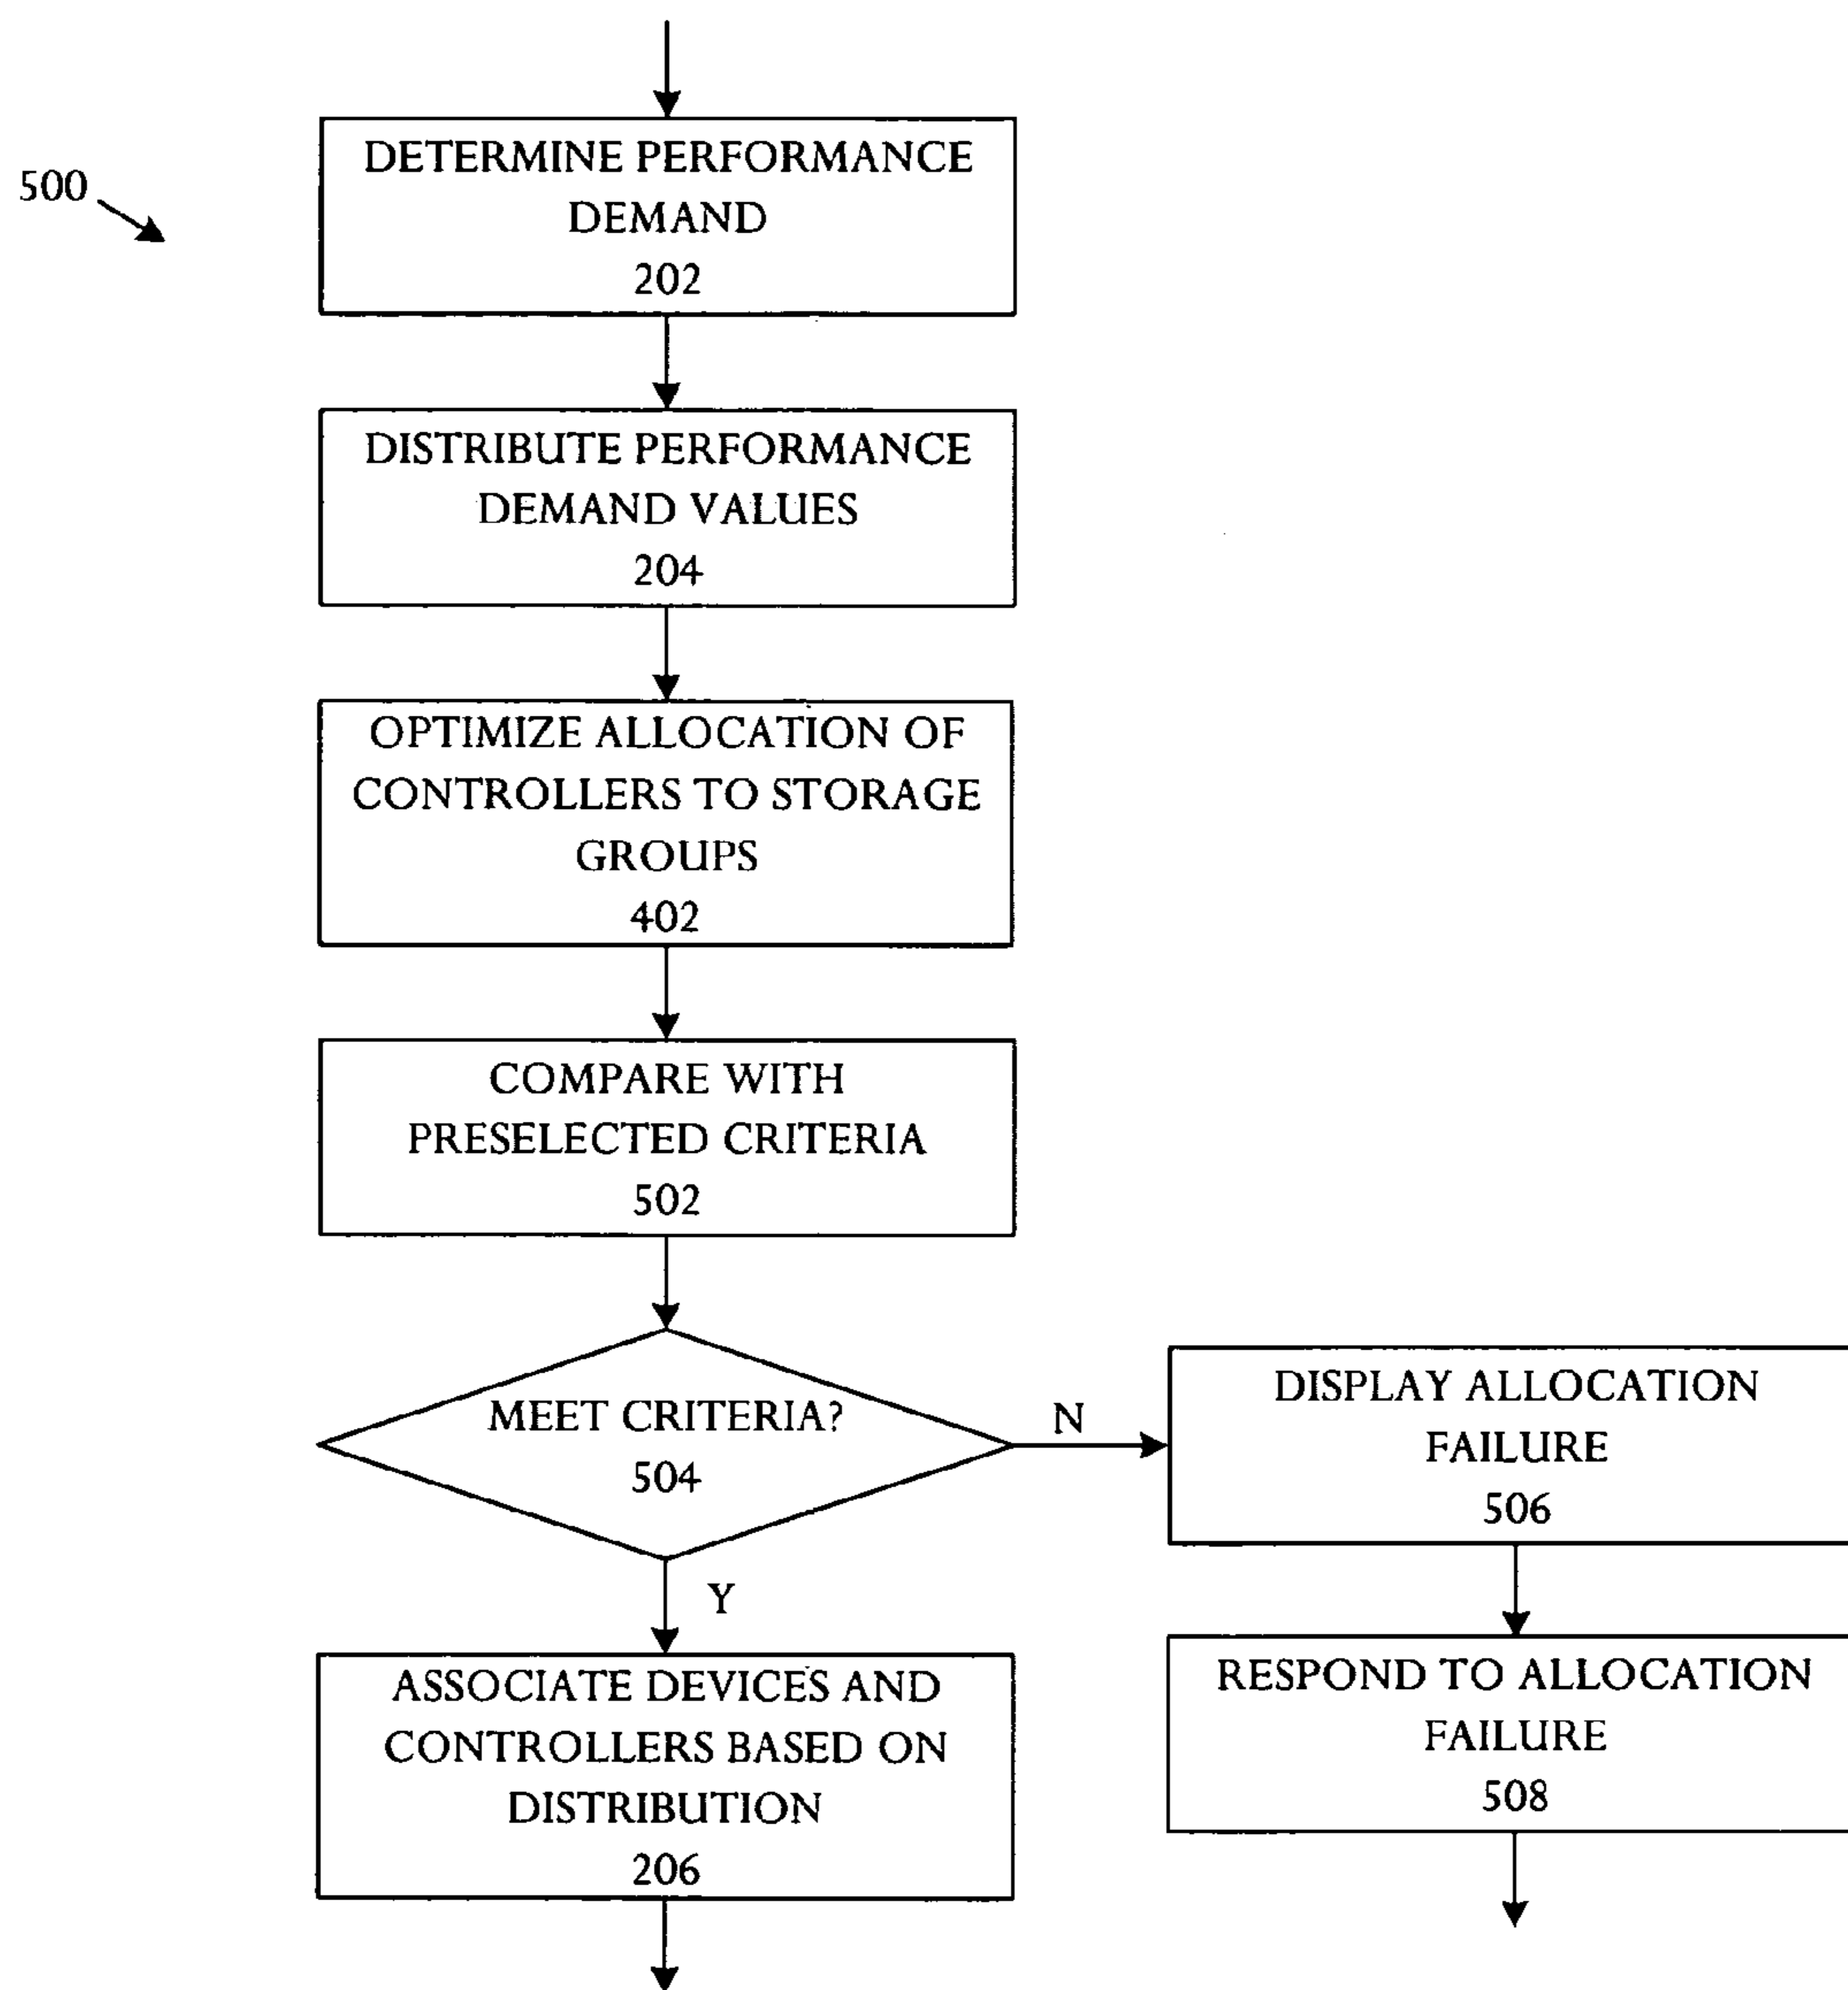 500
DETERMINE PERFORMANCE
DEMAND
202
DISTRIBUTE PERFORMANCE
DEMAND VALUES
204
OPTIMIZE ALLOCATION OF
CONTROLLERS TO STORAGE
GROUPS
402
COMPARE WITH
PRESELECTED CRITERIA
502
MEET CRITERIA?
504
N
DISPLAY ALLOCATION
FAILURE
506
Y
ASSOCIATE DEVICES AND
CONTROLLERS BASED ON
DISTRIBUTION
206
RESPOND TO ALLOCATION
FAILURE
508